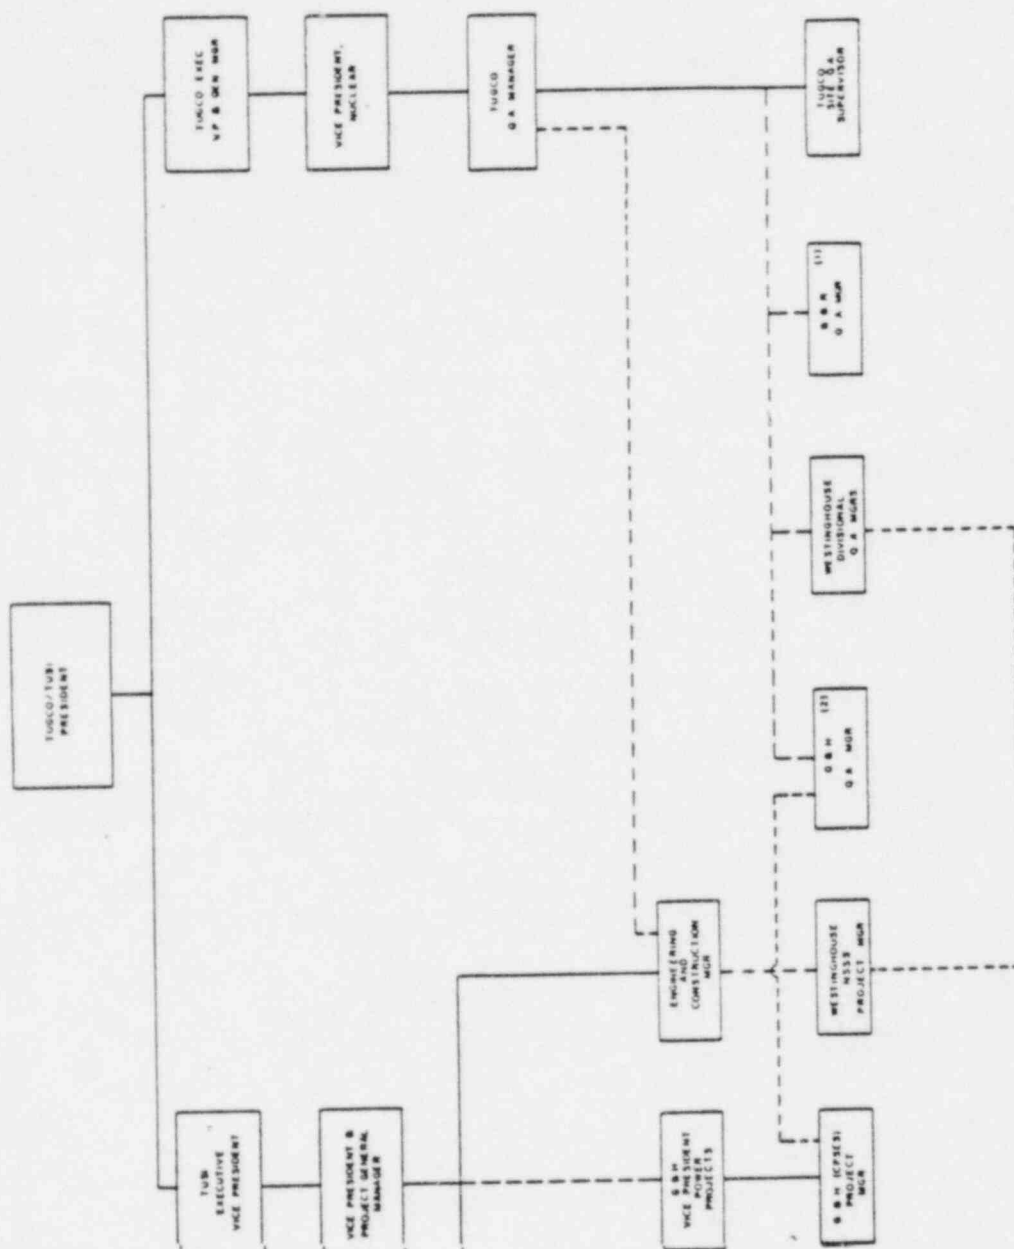 TUGCO/TUSI
PRESIDENT
TUGCO EXEC
V.P & GEN MGR
VICE PRESIDENT,
NUCLEAR
TUGCO
Q A MANAGER
TUGCO
SITE Q A
SUPERVISOR
B & R (1)
Q A MGR
WESTINGHOUSE
DIVISIONAL
Q A MGRS
G & H (2)
Q A MGR
ENGINEERING
AND
CONSTRUCTION
MGR
WESTINGHOUSE
NSSS
PROJECT MGR
TUSI
EXECUTIVE
VICE PRESIDENT
VICE PRESIDENT &
PROJECT GENERAL
MANAGER
G & H
VICE PRESIDENT
POWER
PROJECTS
G & H (CPSES)
PROJECT
MGR